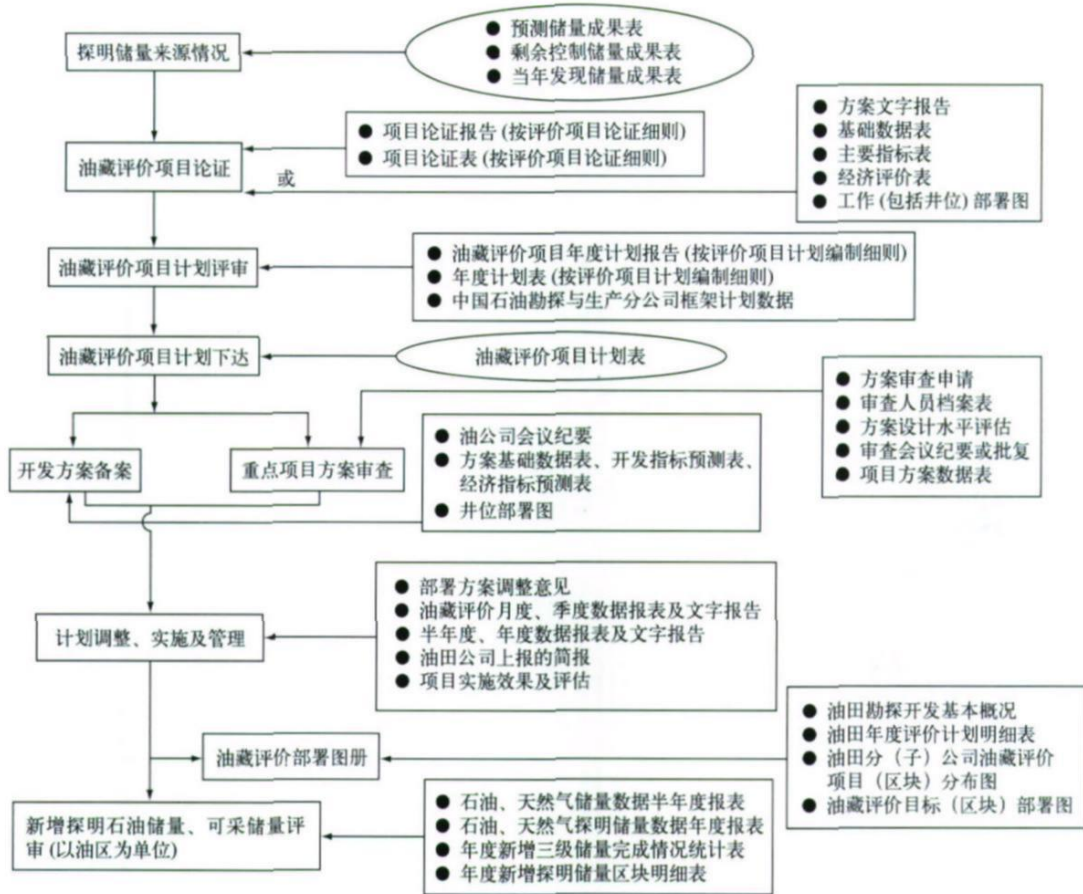 ● 预测储量成果表
● 剩余控制储量成果表
● 当年发现储量成果表
探明储量来源情况
● 项目论证报告(按评价项目论证细则)
● 项目论证表(按评价项目论证细则)
● 方案文字报告
● 基础数据表
● 主要指标表
● 经济评价表
● 工作(包括井位)部署图
油藏评价项目论证
或
油藏评价项目计划评审
● 油藏评价项目年度计划报告(按评价项目计划编制细则)
● 年度计划表(按评价项目计划编制细则)
● 中国石油勘探与生产分公司框架计划数据
油藏评价项目计划下达
油藏评价项目计划表
● 方案审查申请
● 审查人员档案表
● 方案设计水平评估
● 审查会议纪要或批复
● 项目方案数据表
开发方案备案
重点项目方案审查
● 油公司会议纪要
● 方案基础数据表、开发指标预测表、
经济指标预测表
● 井位部署图
计划调整、实施及管理
● 部署方案调整意见
● 油藏评价月度、季度数据报表及文字报告
● 半年度、年度数据报表及文字报告
● 油田公司上报的简报
● 项目实施效果及评估
油藏评价部署图册
● 油田勘探开发基本概况
● 油田年度评价计划明细表
● 油田分（子）公司油藏评价
项目（区块）分布图
● 油藏评价目标（区块）部署图
新增探明石油储量、可采储量评
审(以油区为单位)
● 石油、天然气储量数据半年度报表
● 石油、天然气探明储量数据年度报表
● 年度新增三级储量完成情况统计表
● 年度新增探明储量区块明细表